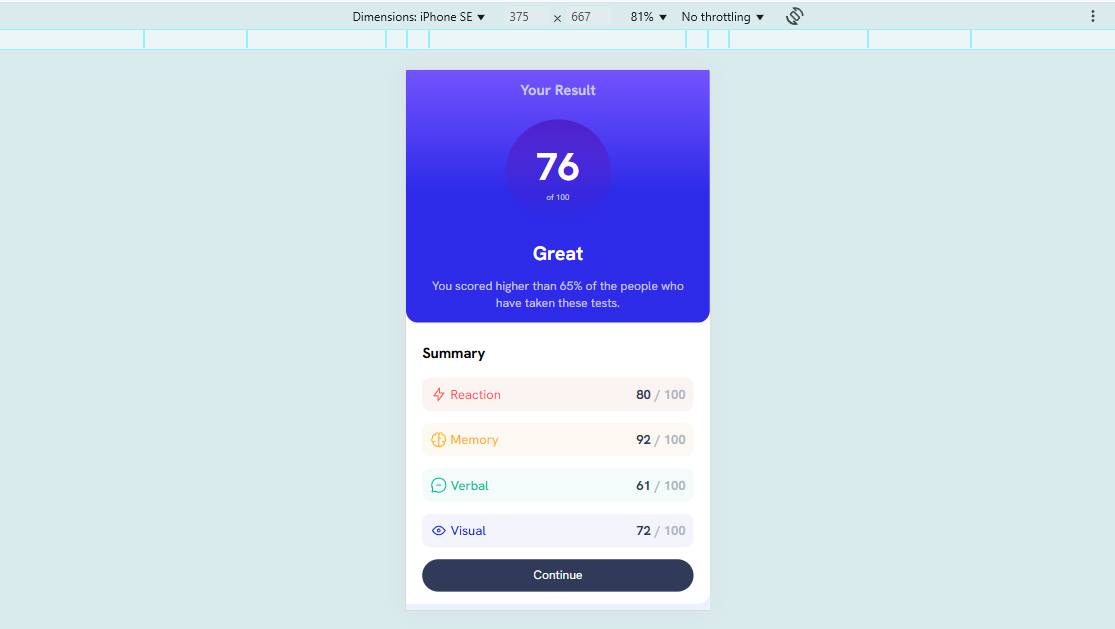 Dimensions: iPhone SE 375 × 667 81% No throttling
Your Result
76
of 100
Great
You scored higher than 65% of the people who
have taken these tests.
Summary
Reaction 80 / 100
Memory 92 / 100
Verbal 61 / 100
Visual 72 / 100
Continue